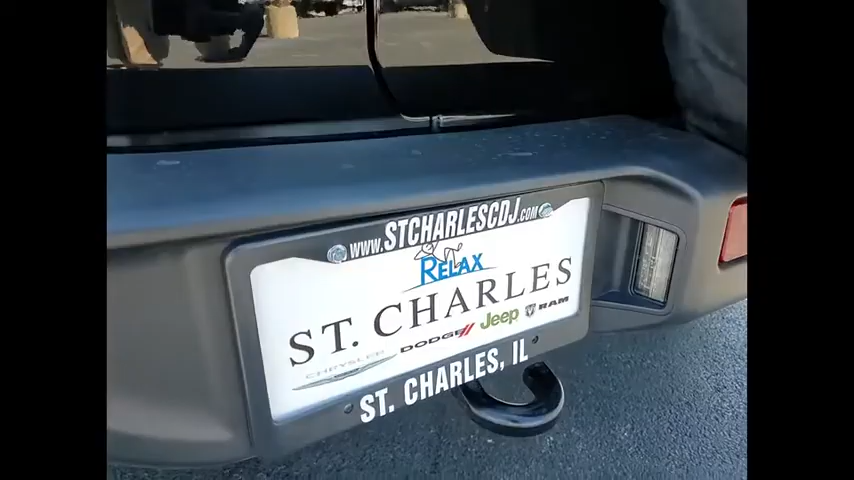 www.STCHARLESCDJ.com
RELAX
ST. CHARLES
CHRYSLER DODGE Jeep RAM
ST. CHARLES, IL